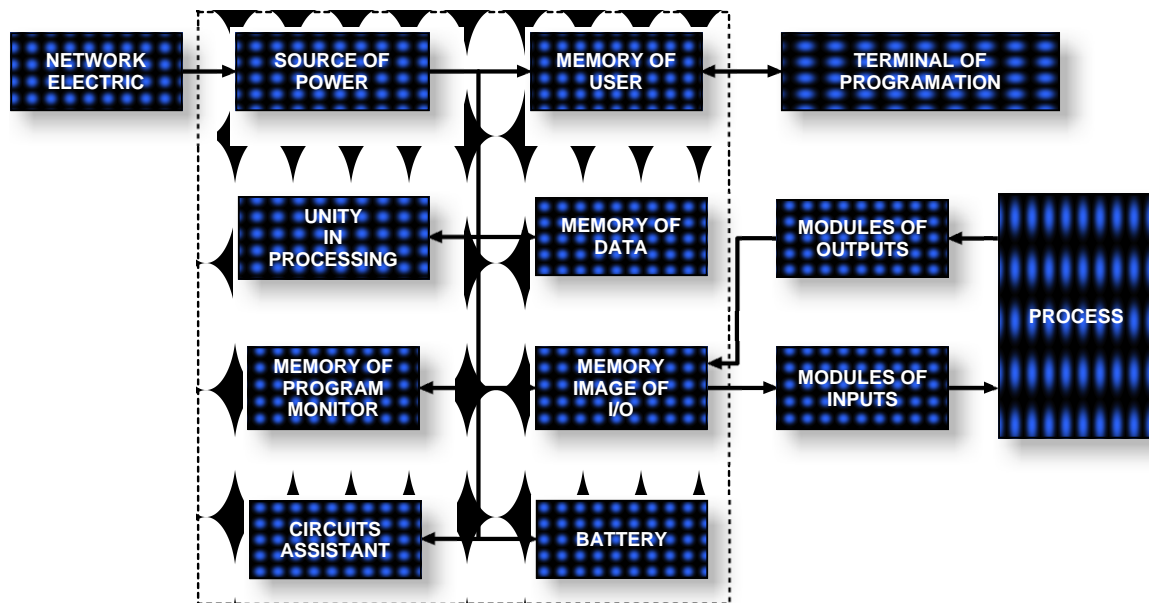 NETWORK
ELECTRIC
SOURCE OF
POWER
MEMORY OF
USER
TERMINAL OF
PROGRAMATION
UNITY
IN
PROCESSING
MEMORY OF
DATA
MODULES OF
OUTPUTS
PROCESS
MEMORY OF
PROGRAM
MONITOR
MEMORY
IMAGE OF
I/O
MODULES OF
INPUTS
CIRCUITS
ASSISTANT
BATTERY